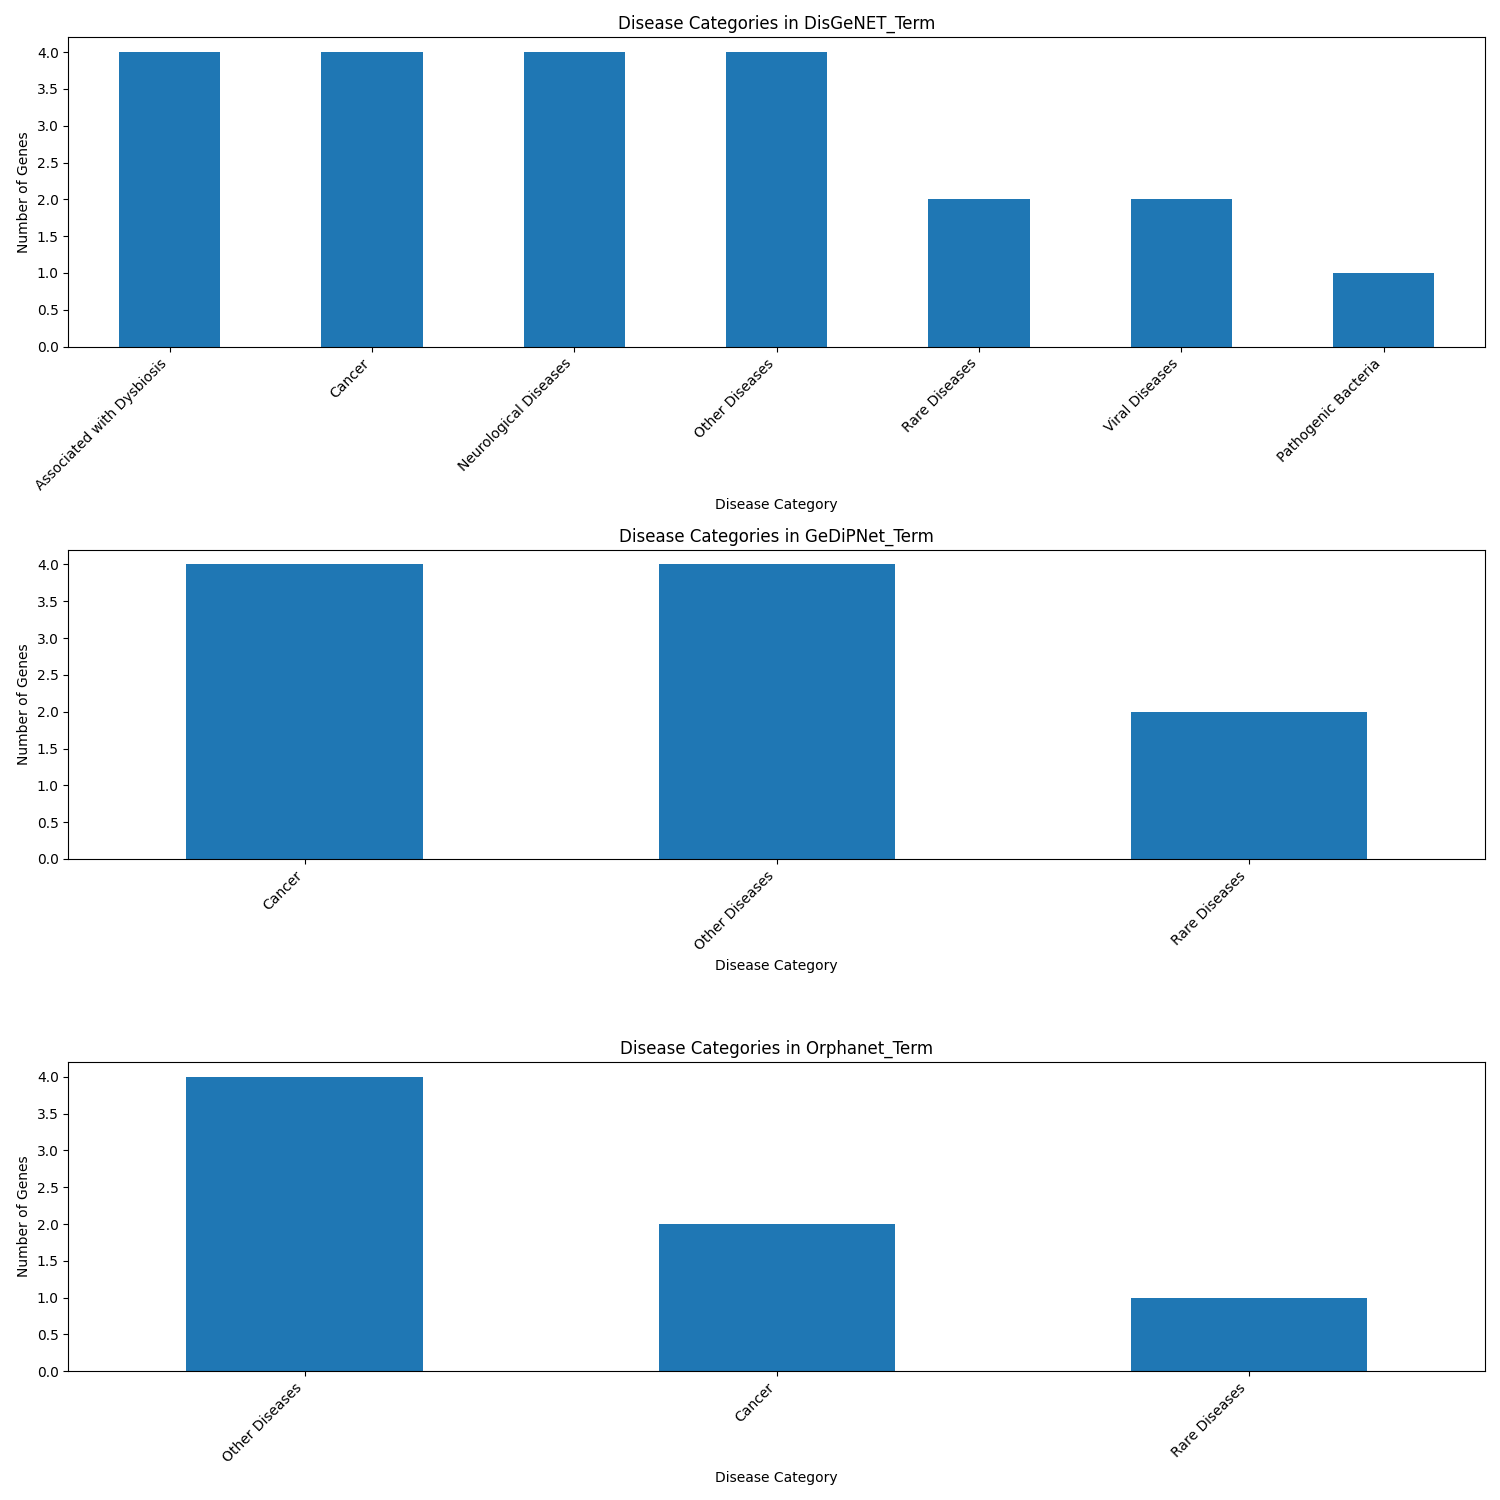 Disease Categories in DisGeNET_Term
Number of Genes
4.0
3.5
3.0
2.5
2.0
1.5
1.0
0.5
0.0
Associated with Dysbiosis
Cancer
Neurological Diseases
Other Diseases
Rare Diseases
Viral Diseases
Pathogenic Bacteria
Disease Category
Disease Categories in GeDiPNet_Term
Number of Genes
4.0
3.5
3.0
2.5
2.0
1.5
1.0
0.5
0.0
Cancer
Other Diseases
Rare Diseases
Disease Category
Disease Categories in Orphanet_Term
Number of Genes
4.0
3.5
3.0
2.5
2.0
1.5
1.0
0.5
0.0
Other Diseases
Cancer
Rare Diseases
Disease Category